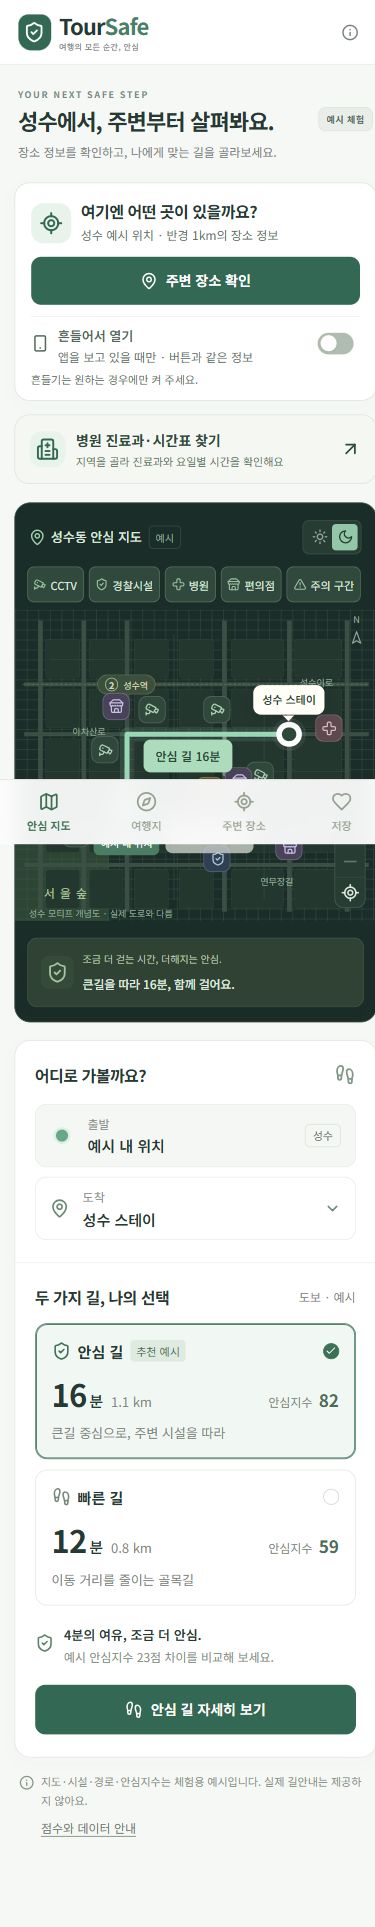 TourSafe
여행의 모든 순간, 안심
YOUR NEXT SAFE STEP
성수에서, 주변부터 살펴봐요.
예시 체험
장소 정보를 확인하고, 나에게 맞는 길을 골라보세요.
여기엔 어떤 곳이 있을까요?
성수 예시 위치 · 반경 1km의 장소 정보
주변 장소 확인
흔들어서 열기
앱을 보고 있을 때만 · 버튼과 같은 정보
흔들기는 원하는 경우에만 켜 주세요.
병원 진료과·시간표 찾기
지역을 골라 진료과와 요일별 시간을 확인해요
성수동 안심 지도 예시
CCTV 경찰시설 병원 편의점 주의 구간
N
2 성수역
성수이로
성수 스테이
아차산로
안심 길 16분
안심 지도 여행지 주변 장소 저장
연무장길
서울숲
성수 모티프 개념도 · 실제 도로와 다름
조금 더 걷는 시간, 더해지는 안심.
큰길을 따라 16분, 함께 걸어요.
어디로 가볼까요?
출발
예시 내 위치
성수
도착
성수 스테이
두 가지 길, 나의 선택
도보 · 예시
안심 길 추천 예시
16분 1.1 km
안심지수 82
큰길 중심으로, 주변 시설을 따라
빠른 길
12분 0.8 km
안심지수 59
이동 거리를 줄이는 골목길
4분의 여유, 조금 더 안심.
예시 안심지수 23점 차이를 비교해 보세요.
안심 길 자세히 보기
지도·시설·경로·안심지수는 체험용 예시입니다. 실제 길안내는 제공하
지 않아요.
점수와 데이터 안내